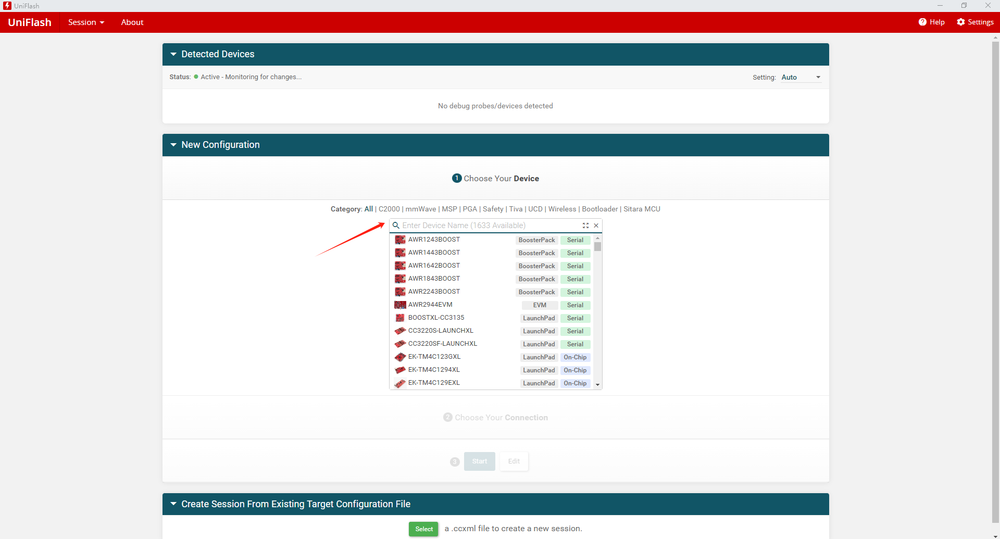 UniFlash
UniFlash Session About Help Settings
Detected Devices
Status: Active - Monitoring for changes... Setting: Auto
No debug probes/devices detected
New Configuration
1 Choose Your Device
Category: All | C2000 | mmWave | MSP | PGA | Safety | Tiva | UCD | Wireless | Bootloader | Sitara MCU
Enter Device Name (1633 Available)
AWR1243BOOST BoosterPack Serial
AWR1443BOOST BoosterPack Serial
AWR1642BOOST BoosterPack Serial
AWR1843BOOST BoosterPack Serial
AWR2243BOOST BoosterPack Serial
AWR2944EVM EVM Serial
BOOSTXL-CC3135 LaunchPad Serial
CC3220S-LAUNCHXL LaunchPad Serial
CC3220SF-LAUNCHXL LaunchPad Serial
EK-TM4C123GXL LaunchPad On-Chip
EK-TM4C1294XL LaunchPad On-Chip
EK-TM4C129EXL LaunchPad On-Chip
2 Choose Your Connection
3 Start Edit
Create Session From Existing Target Configuration File
Select a .ccxml file to create a new session.